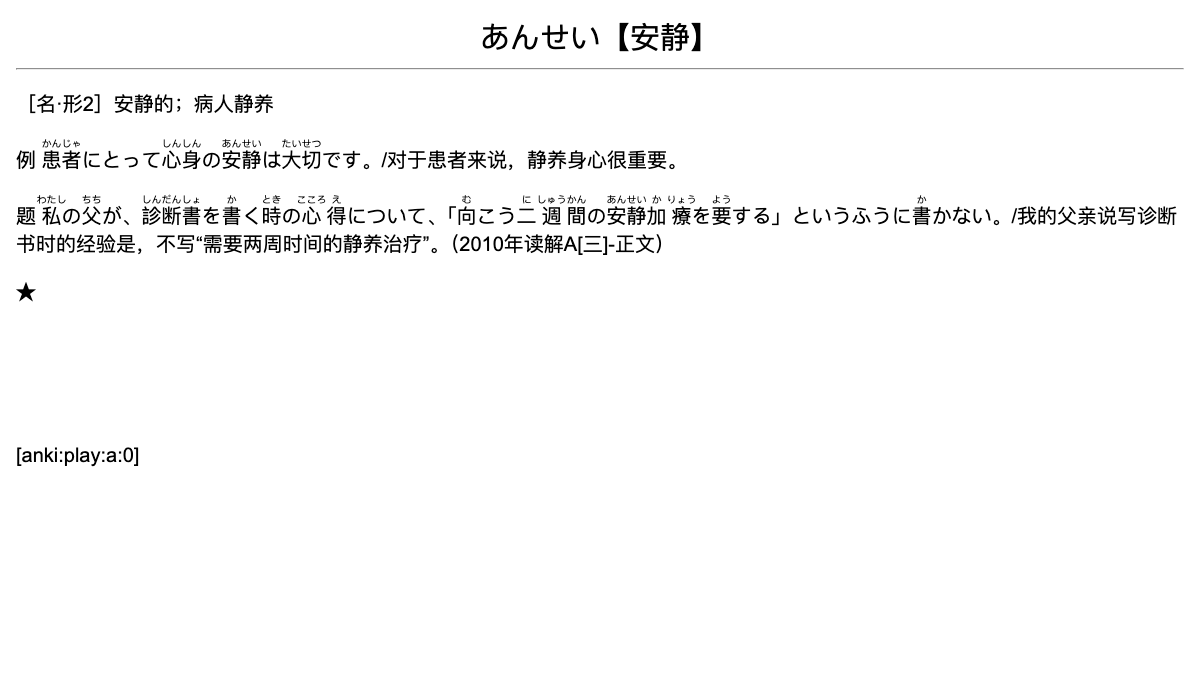 あんせい【安静】
［名·形2］安静的；病人静养
かんじゃ しんしん あんせい たいせつ
例 患者にとって心身の安静は大切です。/对于患者来说，静养身心很重要。
わたし ちち しんだんしょ か とき こころ え む に しゅうかん あんせい か りょう よう か
题 私の父が、診断書を書く時の心 得について、「向こう二 週 間の安静加 療を要する」というふうに書かない。/我的父亲说写诊断
书时的经验是，不写“需要两周时间的静养治疗”。（2010年读解A[三]-正文）
★
[anki:play:a:0]